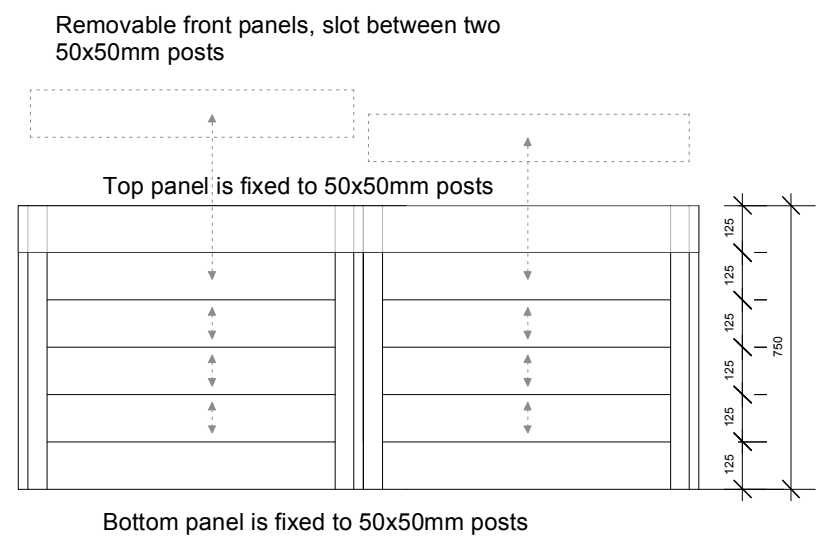 Removable front panels, slot between two
50x50mm posts
Top panel is fixed to 50x50mm posts
125
125
125
125
125
125
750
Bottom panel is fixed to 50x50mm posts